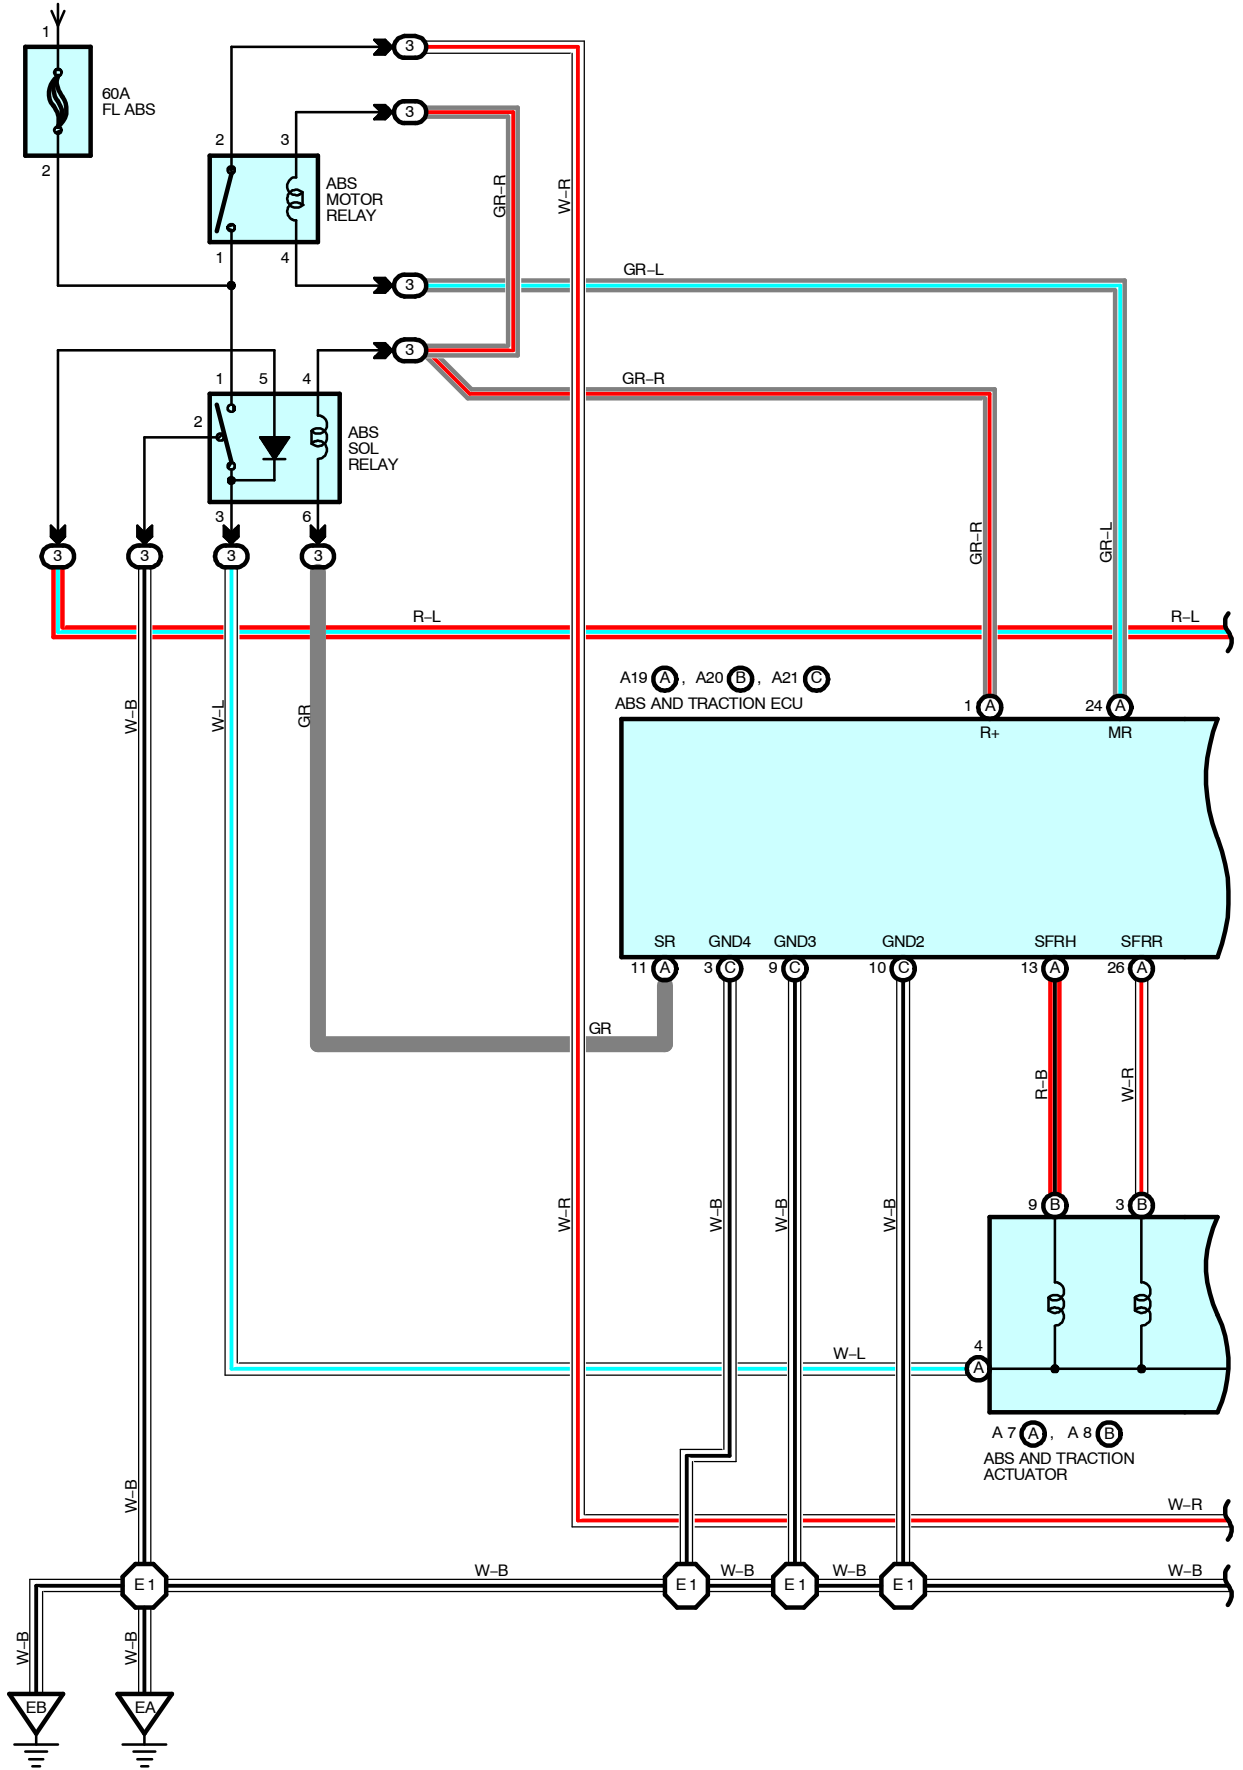 1
60A
FL ABS
2
3
3
2
3
ABS
MOTOR
RELAY
1
4
GR-R
W-R
3
GR-L
3
GR-R
1
5
4
2
ABS
SOL
RELAY
3
6
3
3
3
3
GR-R
GR-L
R-L
R-L
W-B
W-L
GR
A19 A , A20 B , A21 C
ABS AND TRACTION ECU
1 A
24 A
R+
MR
SR
GND4
GND3
GND2
SFRH
SFRR
11 A
3 C
9 C
10 C
13 A
26 A
GR
R-B
W-R
W-R
W-B
W-B
W-B
9 B
3 B
W-L
4
A
A 7 A , A 8 B
ABS AND TRACTION
ACTUATOR
W-B
W-R
W-B
W-B
W-B
W-B
E 1
E 1
E 1
E 1
W-B
W-B
EB
EA